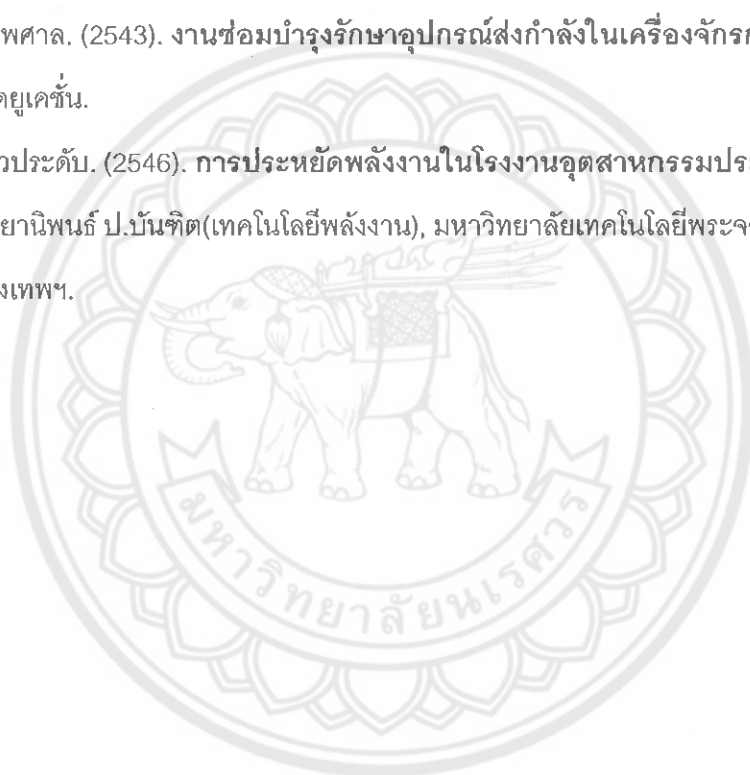 พศาล. (2543). งานซ่อมบำรุงรักษาอุปกรณ์ส่งกำลังในเครื่องจักรก
ยูเคชั่น.
วประดับ. (2546). การประหยัดพลังงานในโรงงานอุตสาหกรรมประ
ยานิพนธ์ ป.บันฑิต(เทคโนโลยีพลังงาน), มหาวิทยาลัยเทคโนโลยีพระจ
งเทพฯ.
มหาวิทยาลัยนเรศวร